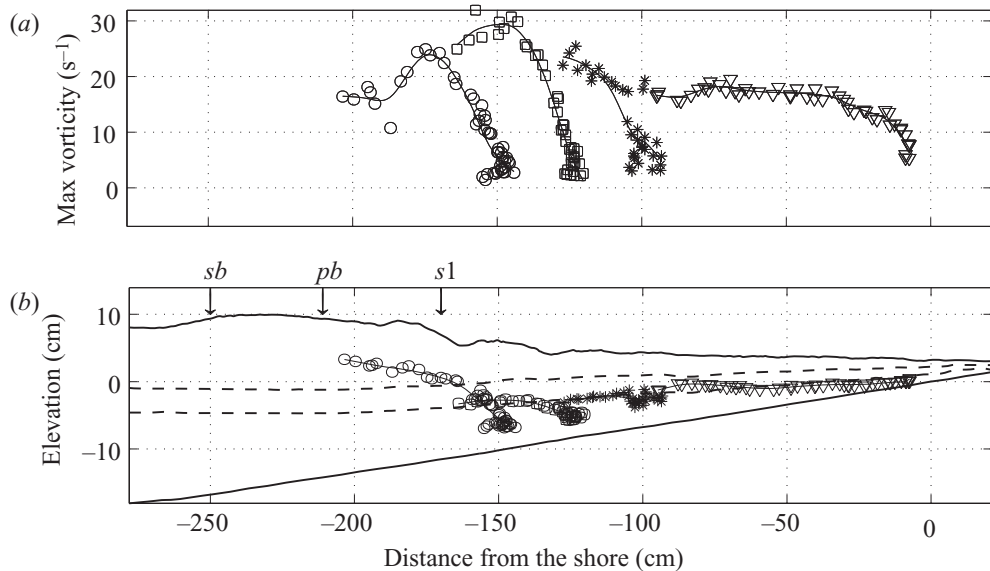 (a)
30
20
10
0
Max vorticity (s⁻¹)
sb pb s1
(b)
10
0
−10
Elevation (cm)
−250 −200 −150 −100 −50 0
Distance from the shore (cm)